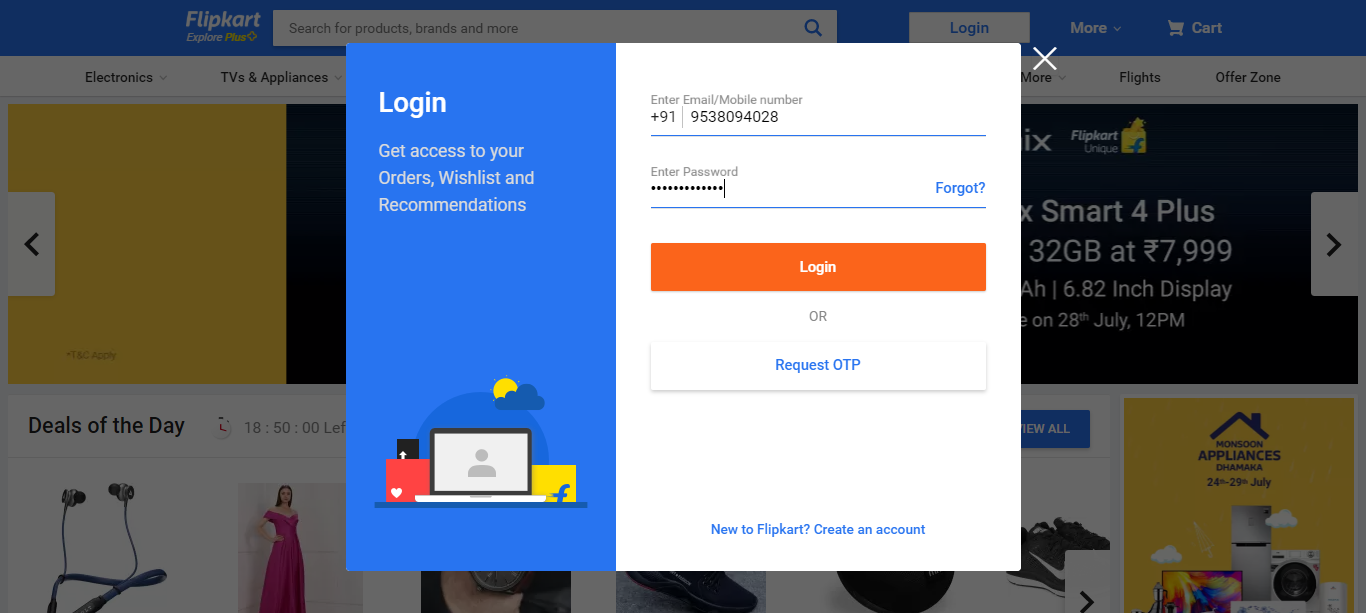 Flipkart
Explore Plus
Search for products, brands and more
Login
More
Cart
Electronics
TVs & Appliances
More
Flights
Offer Zone
Login
Get access to your
Orders, Wishlist and
Recommendations
Enter Email/Mobile number
+91 9538094028
Enter Password
•••••••••••••
Forgot?
Login
OR
Request OTP
New to Flipkart? Create an account
*T&C Apply
ix
Flipkart
Unique
x Smart 4 Plus
32GB at ₹7,999
Ah | 6.82 Inch Display
e on 28th July, 12PM
Deals of the Day
18 : 50 : 00 Lef
VIEW ALL
MONSOON
APPLIANCES
DHAMAKA
24th-29th July